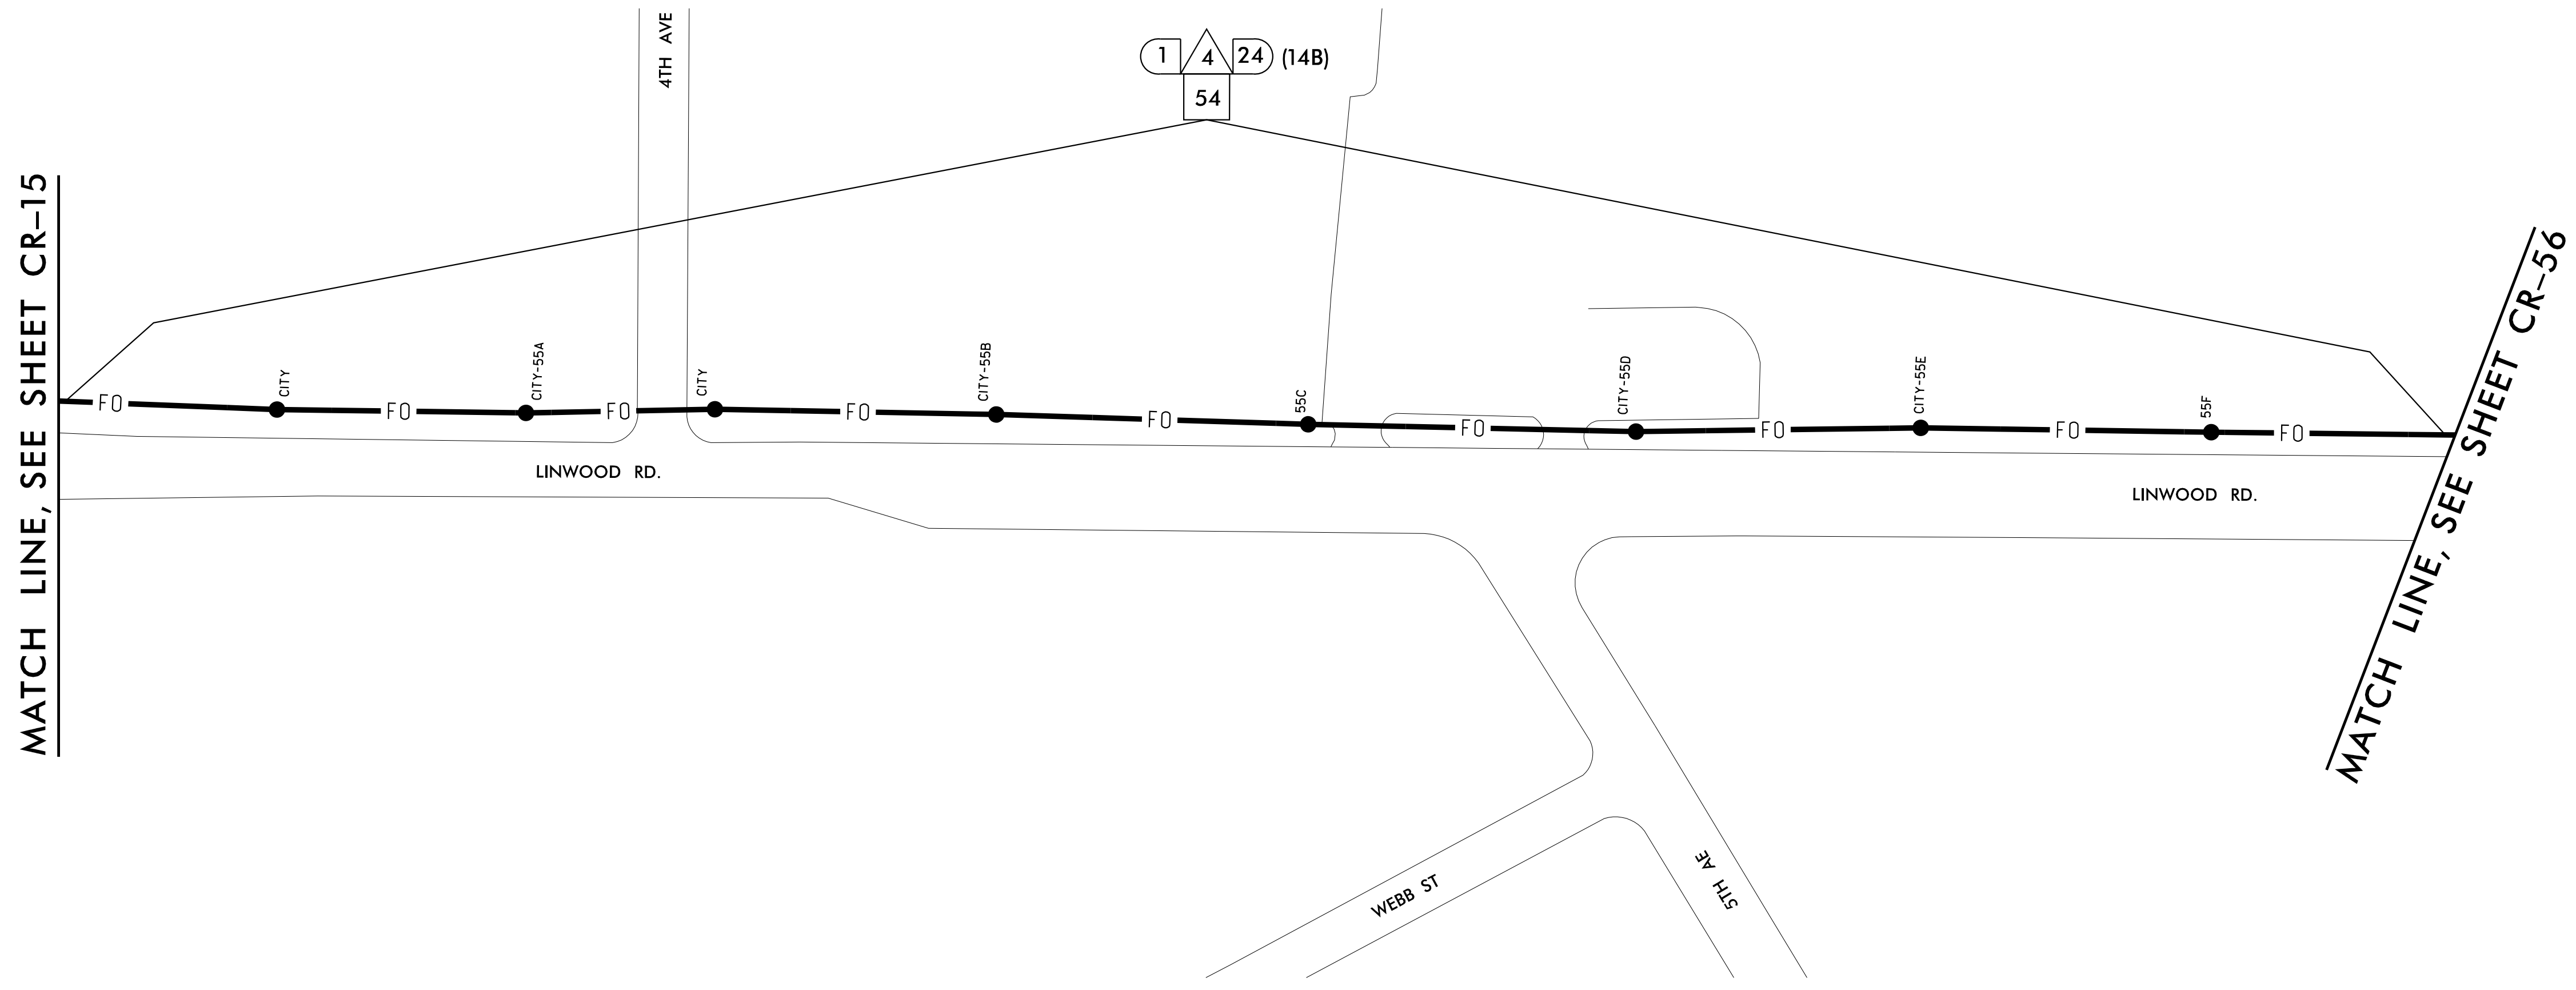 4TH AVE
1 4 24 (14B)
54
MATCH LINE, SEE SHEET CR-15
MATCH LINE, SEE SHEET CR-56
CITY
CITY-55A
CITY
CITY-55B
55C
CITY-55D
CITY-55E
55F
FO FO FO FO FO FO FO FO FO
LINWOOD RD.
LINWOOD RD.
WEBB ST
5TH AE